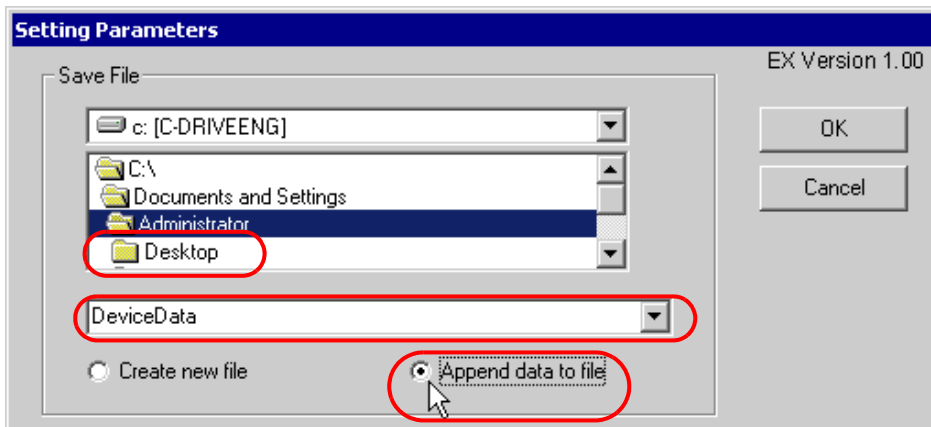 Setting Parameters
EX Version 1.00
Save File
c: [C-DRIVEENG]
OK
C:\
Documents and Settings
Cancel
Administrator
Desktop
DeviceData
Create new file
Append data to file